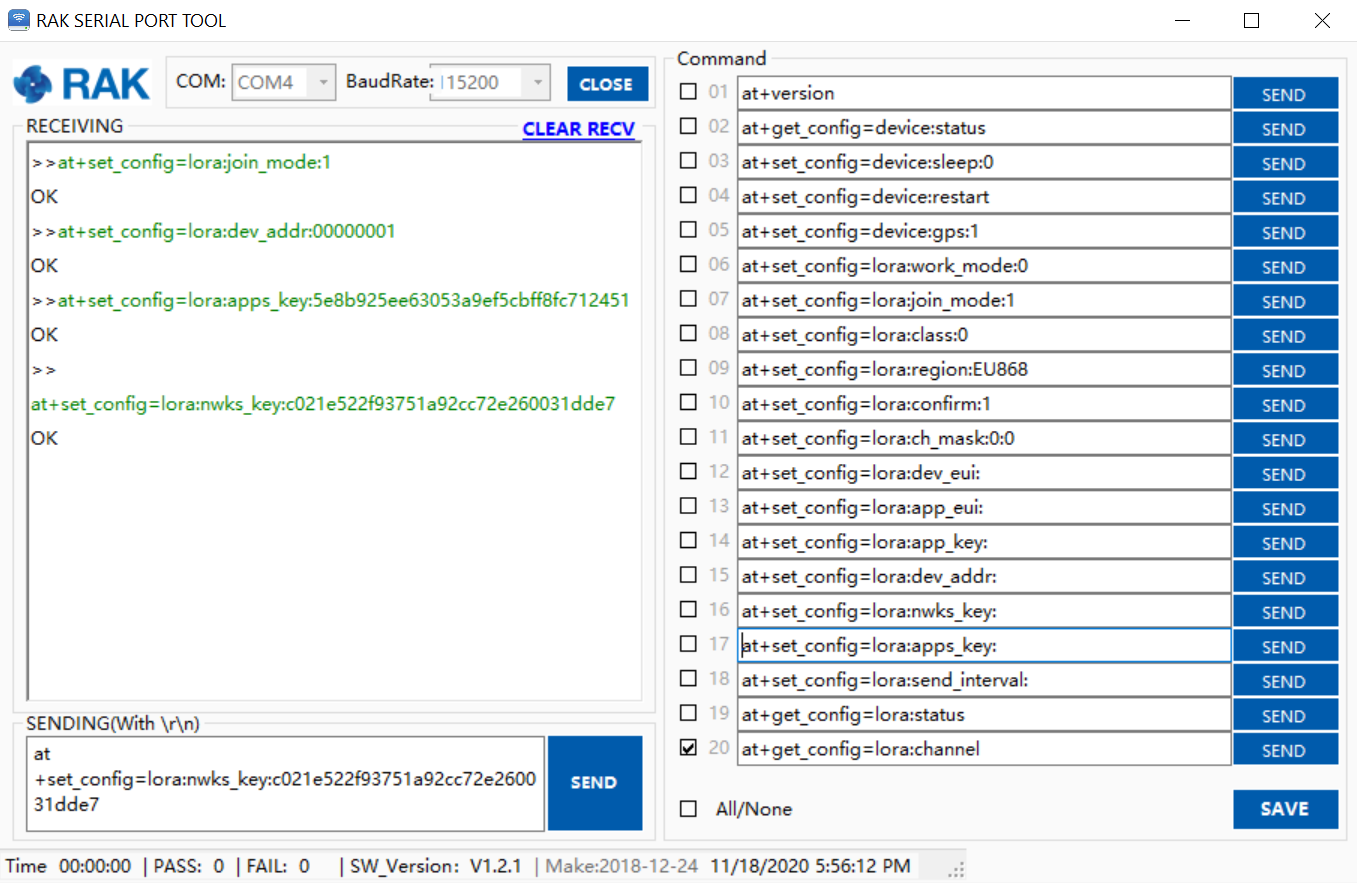 RAK SERIAL PORT TOOL
RAK
COM: COM4 BaudRate: 115200 CLOSE
RECEIVING
CLEAR RECV
>>at+set_config=lora:join_mode:1
OK
>>at+set_config=lora:dev_addr:00000001
OK
>>at+set_config=lora:apps_key:5e8b925ee63053a9ef5cbff8fc712451
OK
>>
at+set_config=lora:nwks_key:c021e522f93751a92cc72e260031dde7
OK
SENDING(With \r\n)
at
+set_config=lora:nwks_key:c021e522f93751a92cc72e2600
31dde7
SEND
Command
01 at+version SEND
02 at+get_config=device:status SEND
03 at+set_config=device:sleep:0 SEND
04 at+set_config=device:restart SEND
05 at+set_config=device:gps:1 SEND
06 at+set_config=lora:work_mode:0 SEND
07 at+set_config=lora:join_mode:1 SEND
08 at+set_config=lora:class:0 SEND
09 at+set_config=lora:region:EU868 SEND
10 at+set_config=lora:confirm:1 SEND
11 at+set_config=lora:ch_mask:0:0 SEND
12 at+set_config=lora:dev_eui: SEND
13 at+set_config=lora:app_eui: SEND
14 at+set_config=lora:app_key: SEND
15 at+set_config=lora:dev_addr: SEND
16 at+set_config=lora:nwks_key: SEND
17 at+set_config=lora:apps_key: SEND
18 at+set_config=lora:send_interval: SEND
19 at+get_config=lora:status SEND
20 at+get_config=lora:channel SEND
All/None
SAVE
Time 00:00:00 | PASS: 0 | FAIL: 0 | SW_Version: V1.2.1 | Make:2018-12-24 11/18/2020 5:56:12 PM